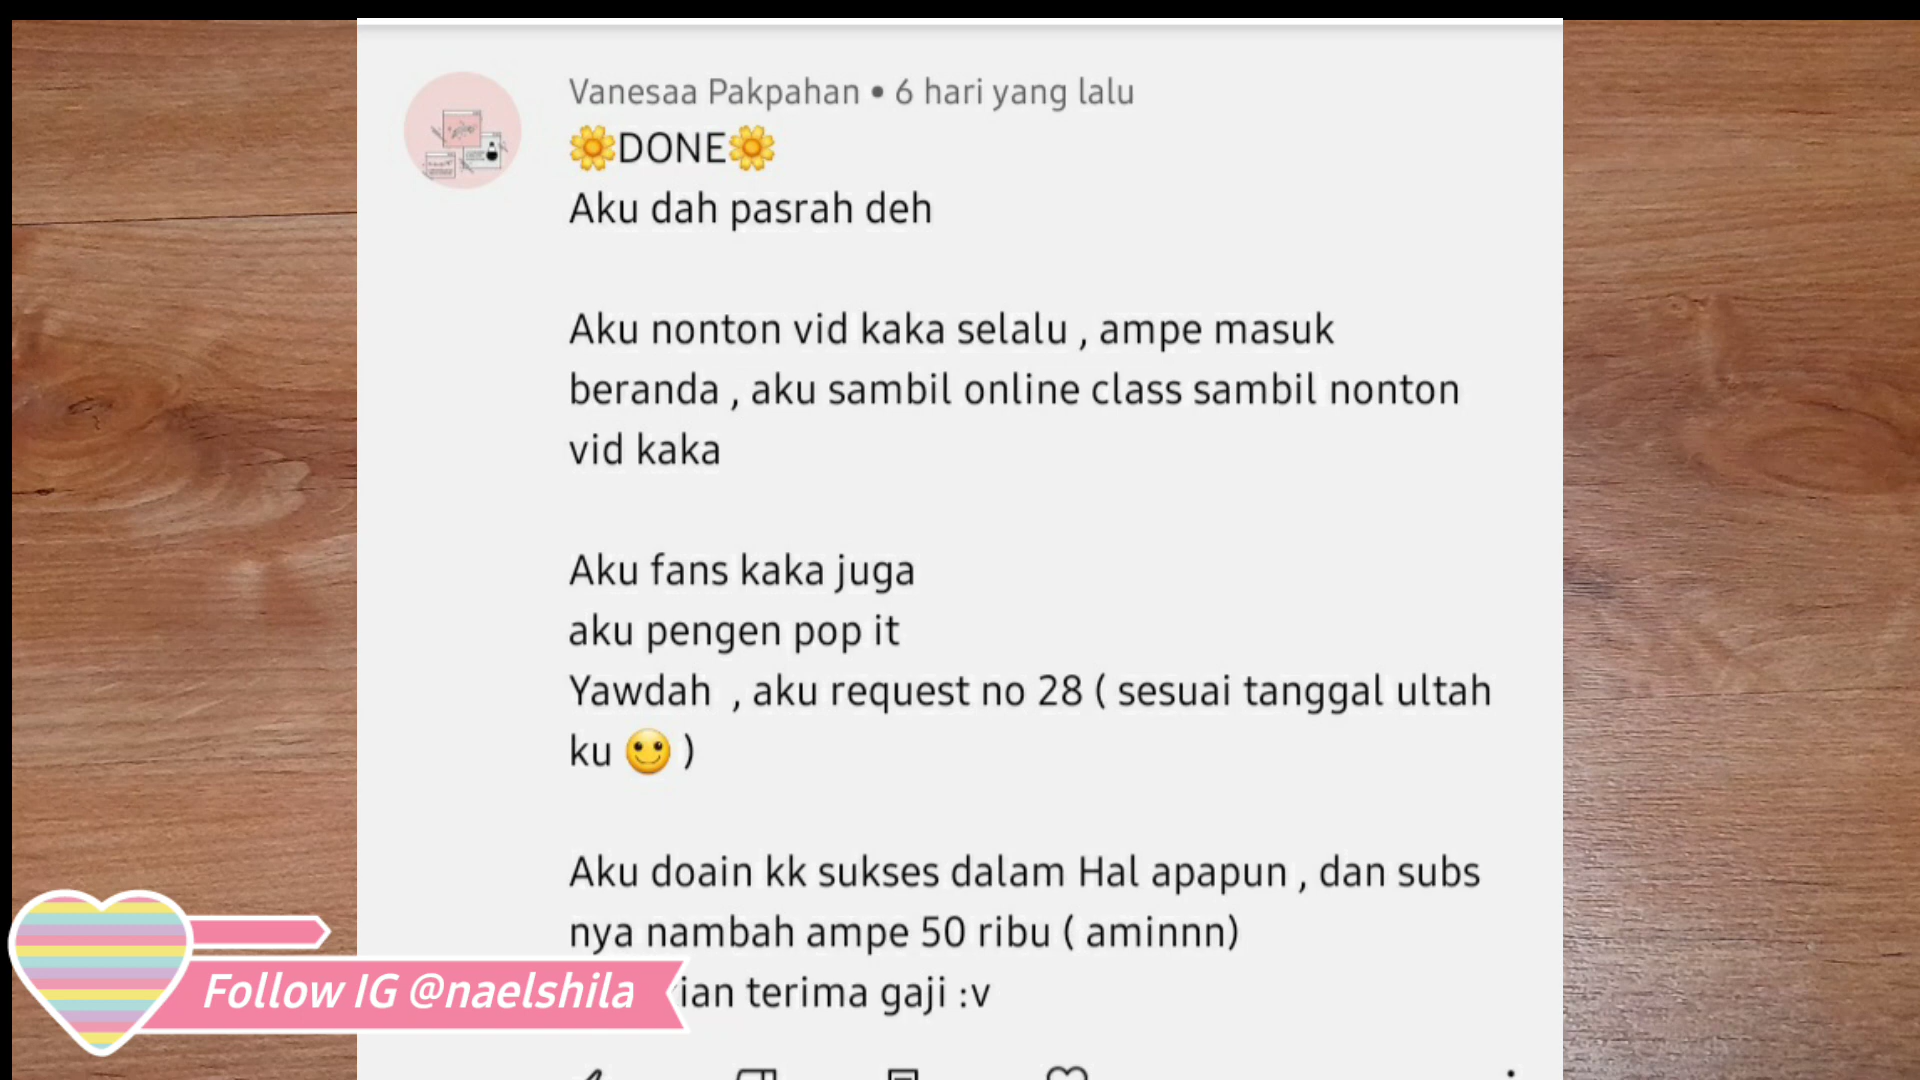 Vanesaa Pakpahan • 6 hari yang lalu
🌼DONE🌼
Aku dah pasrah deh
Aku nonton vid kaka selalu , ampe masuk
beranda , aku sambil online class sambil nonton
vid kaka
Aku fans kaka juga
aku pengen pop it
Yawdah , aku request no 28 ( sesuai tanggal ultah
ku 🙂 )
Aku doain kk sukses dalam Hal apapun , dan subs
nya nambah ampe 50 ribu ( aminnn)
terima gaji :v
Follow IG @naelshila